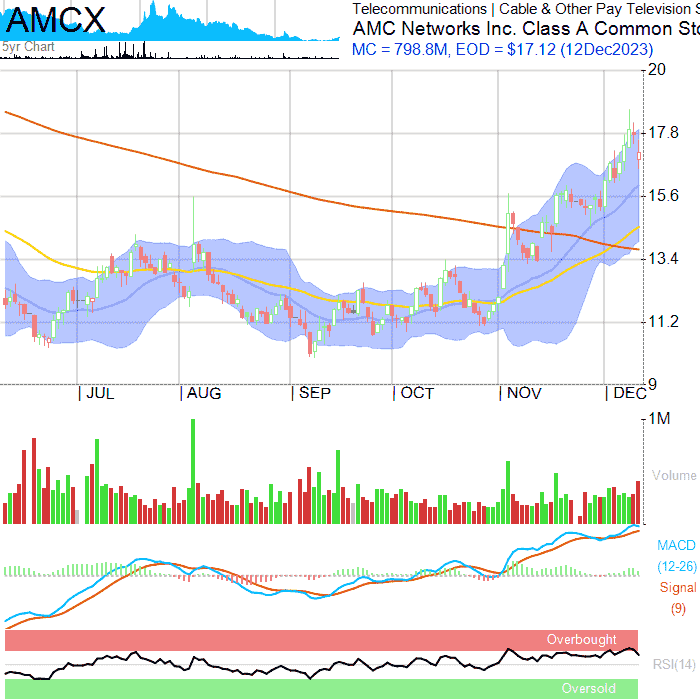 AMCX
5yr Chart
Telecommunications | Cable & Other Pay Television S
AMC Networks Inc. Class A Common Sto
MC = 798.8M, EOD = $17.12 (12Dec2023)
20
17.8
15.6
13.4
11.2
9
| JUL | AUG | SEP | OCT | NOV | DEC
1M
Volume
MACD
(12-26)
Signal
(9)
Overbought
RSI(14)
Oversold